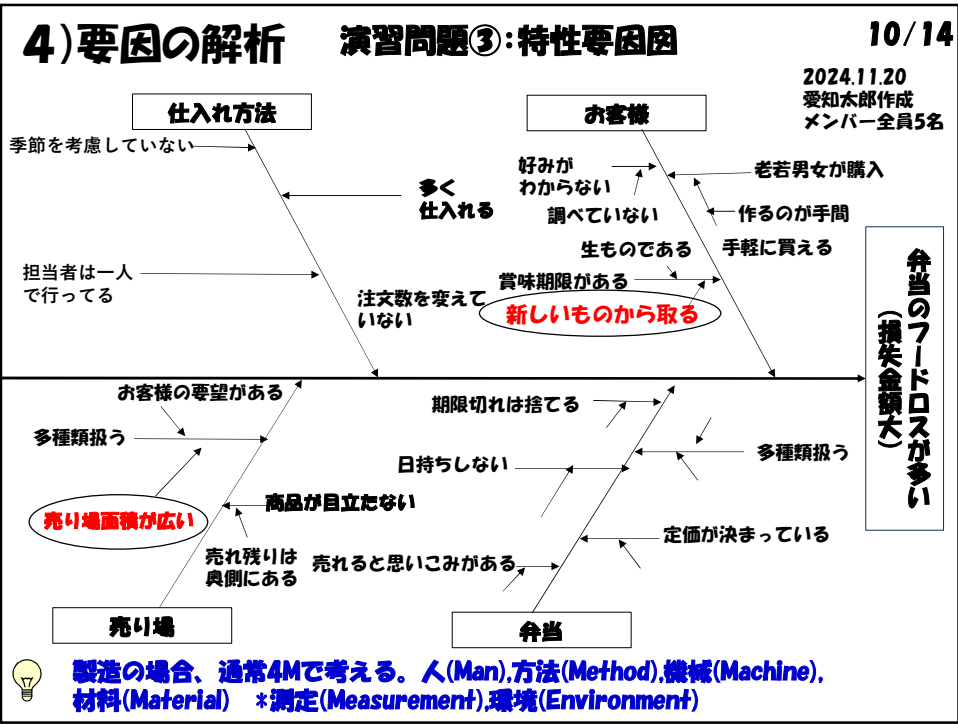 4)要因の解析 演習問題③:特性要因図
10/14
2024.11.20
愛知太郎作成
メンバー全員5名
仕入れ方法
お客様
季節を考慮していない
多く
仕入れる
担当者は一人
で行ってる
注文数を変えて
いない
好みが
わからない
調べていない
老若男女が購入
作るのが手間
手軽に買える
生ものである
賞味期限がある
新しいものから取る
弁当のフードロスが多い
(損失金額大)
お客様の要望がある
多種類扱う
売り場面積が広い
商品が目立たない
売れ残りは
奥側にある
期限切れは捨てる
日持ちしない
売れると思いこみがある
多種類扱う
定価が決まっている
売り場
弁当
製造の場合、通常4Mで考える。人(Man),方法(Method),機械(Machine),
材料(Material) *測定(Measurement),環境(Environment)